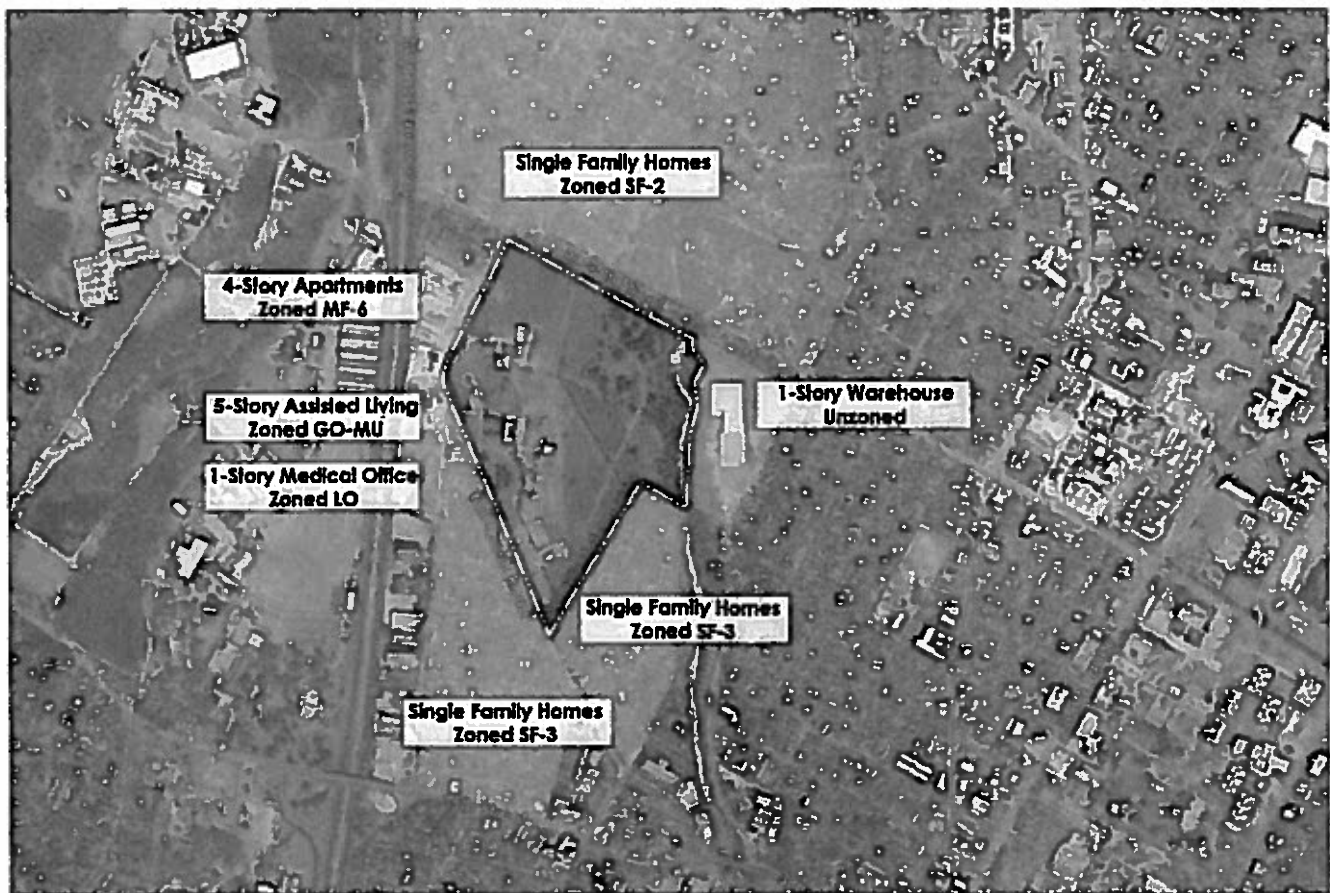 Single Family Homes
Zoned SF-2
4-Story Apartments
Zoned MF-6
5-Story Assisted Living
Zoned GO-MU
1-Story Warehouse
Unzoned
1-Story Medical Office
Zoned LO
Single Family Homes
Zoned SF-3
Single Family Homes
Zoned SF-3